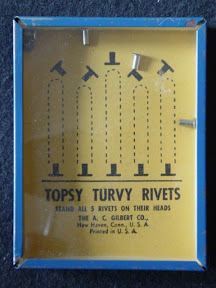 TOPSY TURVY RIVETS
STAND ALL 5 RIVETS ON THEIR HEADS
THE A. C. GILBERT CO.,
New Haven, Conn., U. S. A.
Printed in U. S. A.